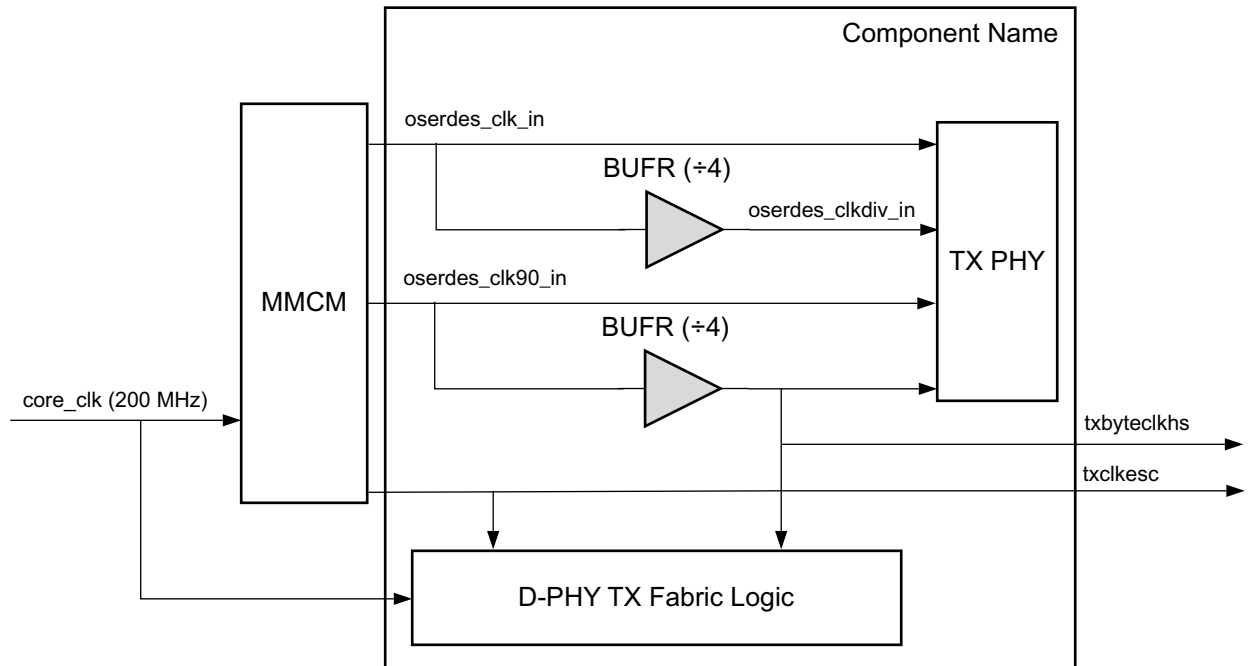 Component Name
oserdes_clk_in
BUFR (÷4)
oserdes_clkdiv_in
TX PHY
oserdes_clk90_in
MMCM
BUFR (÷4)
core_clk (200 MHz)
txbyteclkhs
txclkesc
D-PHY TX Fabric Logic